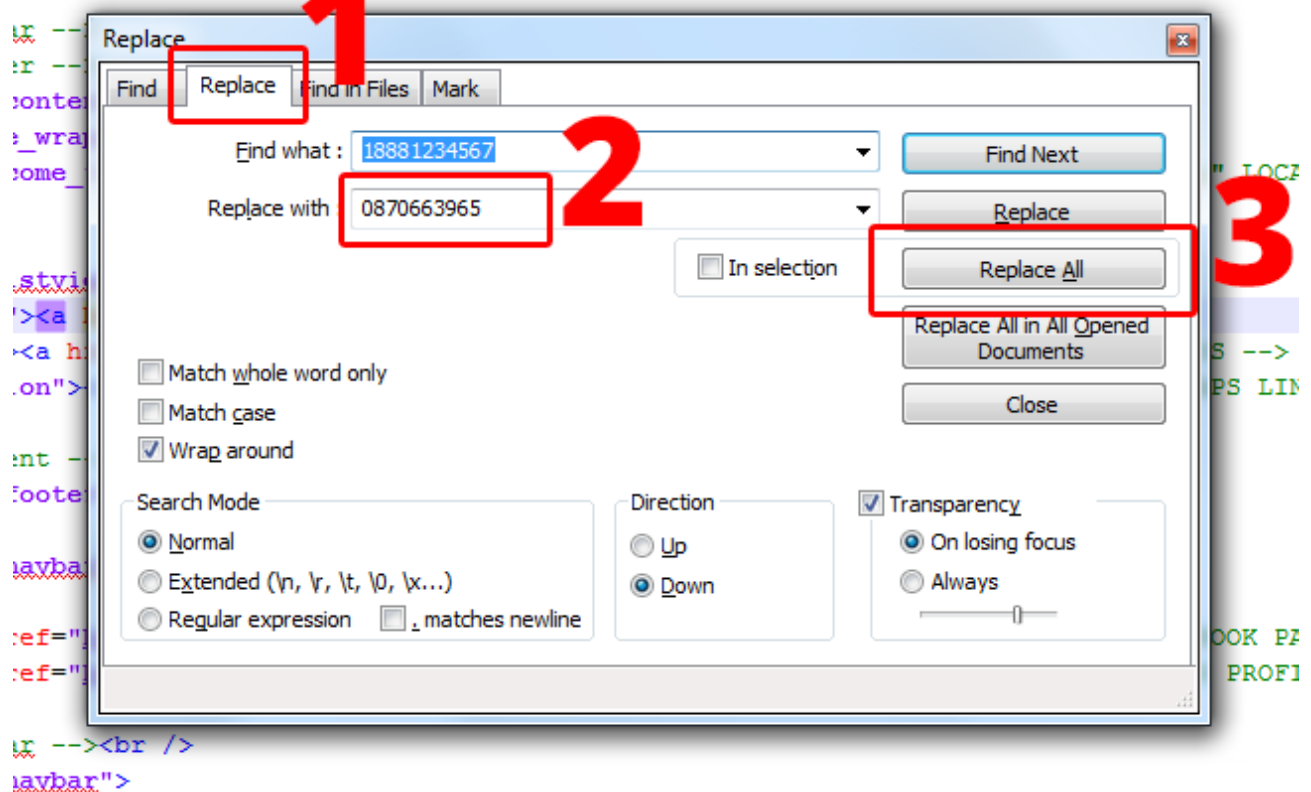 Replace
1
Find Replace Find in Files Mark
Find what : 18881234567
Find Next
2
Replace with : 0870663965
Replace
3
In selection
Replace All
Replace All in All Opened
Documents
Match whole word only
Match case
Close
Wrap around
Search Mode
Normal
Extended (\n, \r, \t, \0, \x...)
Regular expression . matches newline
Direction
Up
Down
Transparency
On losing focus
Always
--><br />
navbar">